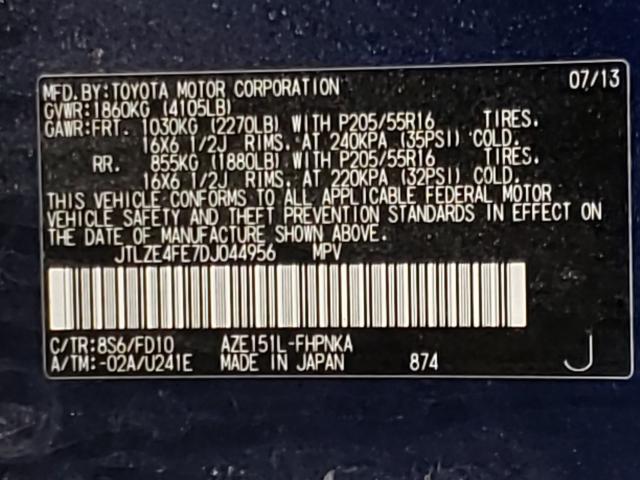 MFD. BY: TOYOTA MOTOR CORPORATION 07/13
GVWR: 1860KG (4105LB)
GAWR: FRT. 1030KG (2270LB) WITH P205/55R16 TIRES.
16X6 1/2J RIMS. AT 240KPA (35PSI) COLD.
RR. 855KG (1880LB) WITH P205/55R16 TIRES.
16X6 1/2J RIMS. AT 220KPA (32PSI) COLD.
THIS VEHICLE CONFORMS TO ALL APPLICABLE FEDERAL MOTOR
VEHICLE SAFETY AND THEFT PREVENTION STANDARDS IN EFFECT ON
THE DATE OF MANUFACTURE SHOWN ABOVE.
JTLZE4FE7DJ044956 MPV
C/TR: 8S6/FD10 AZE151L-FHPNKA
A/TM: -02A/U241E MADE IN JAPAN 874 J